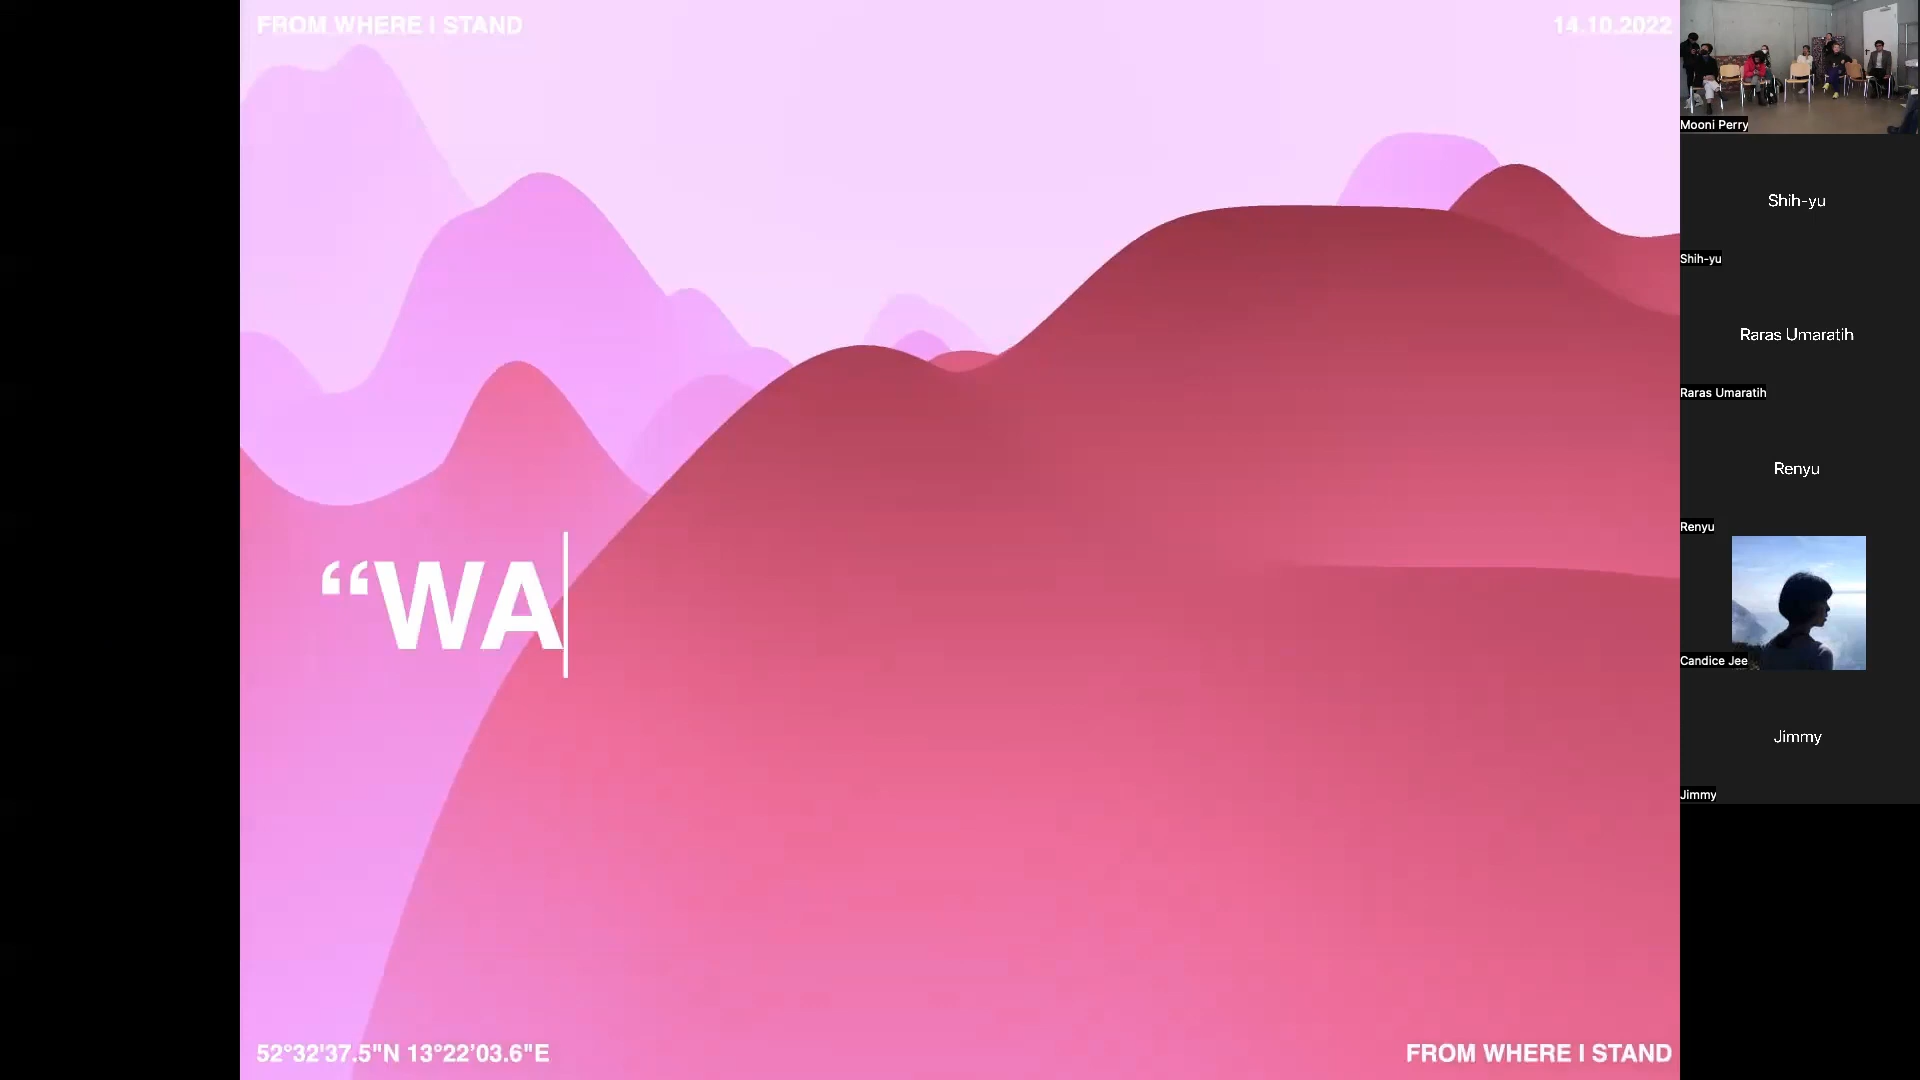 FROM WHERE I STAND
14.10.2022
“WA
52°32'37.5"N 13°22’03.6"E
FROM WHERE I STAND
Mooni Perry
Shih-yu
Shih-yu
Raras Umaratih
Raras Umaratih
Renyu
Renyu
Candice Jee
Jimmy
Jimmy